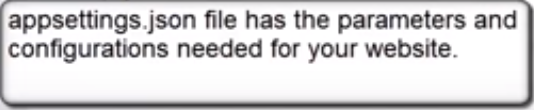 appsettings.json file has the parameters and
configurations needed for your website.